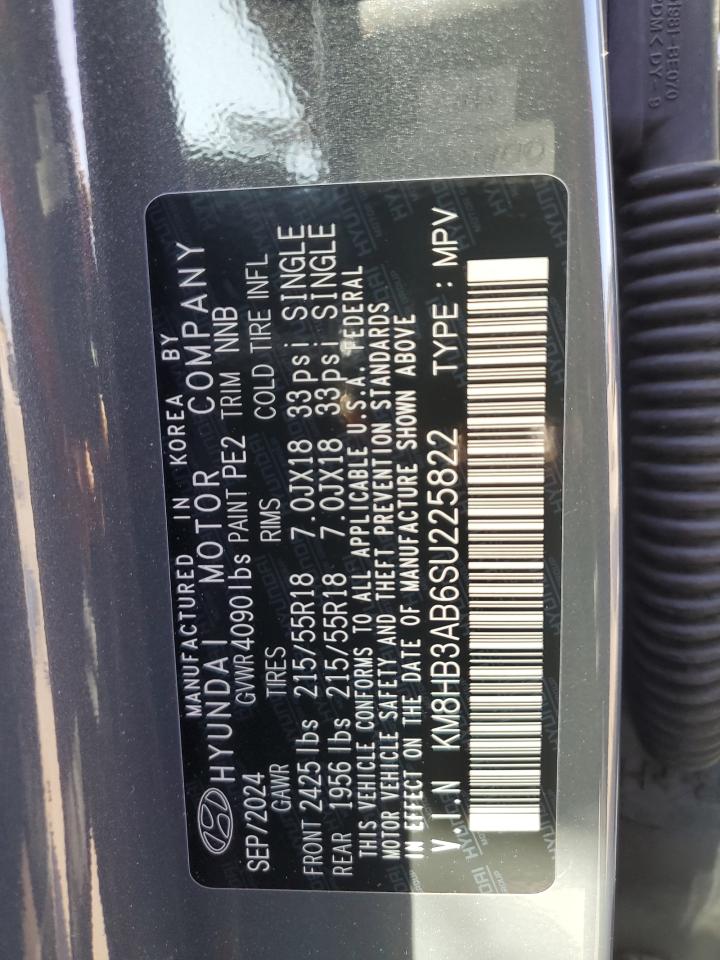 MANUFACTURED IN KOREA BY
HYUNDAI MOTOR COMPANY
SEP/2024 GVWR 4090lbs PAINT PE2 TRIM NNB
GAWR TIRES RIMS COLD TIRE INFL
FRONT 2425 lbs 215/55R18 7.0JX18 33psi SINGLE
REAR 1956 lbs 215/55R18 7.0JX18 33psi SINGLE
THIS VEHICLE CONFORMS TO ALL APPLICABLE U.S.A. FEDERAL
MOTOR VEHICLE SAFETY AND THEFT PREVENTION STANDARDS
IN EFFECT ON THE DATE OF MANUFACTURE SHOWN ABOVE
V.I.N KM8HB3AB6SU225822 TYPE : MPV